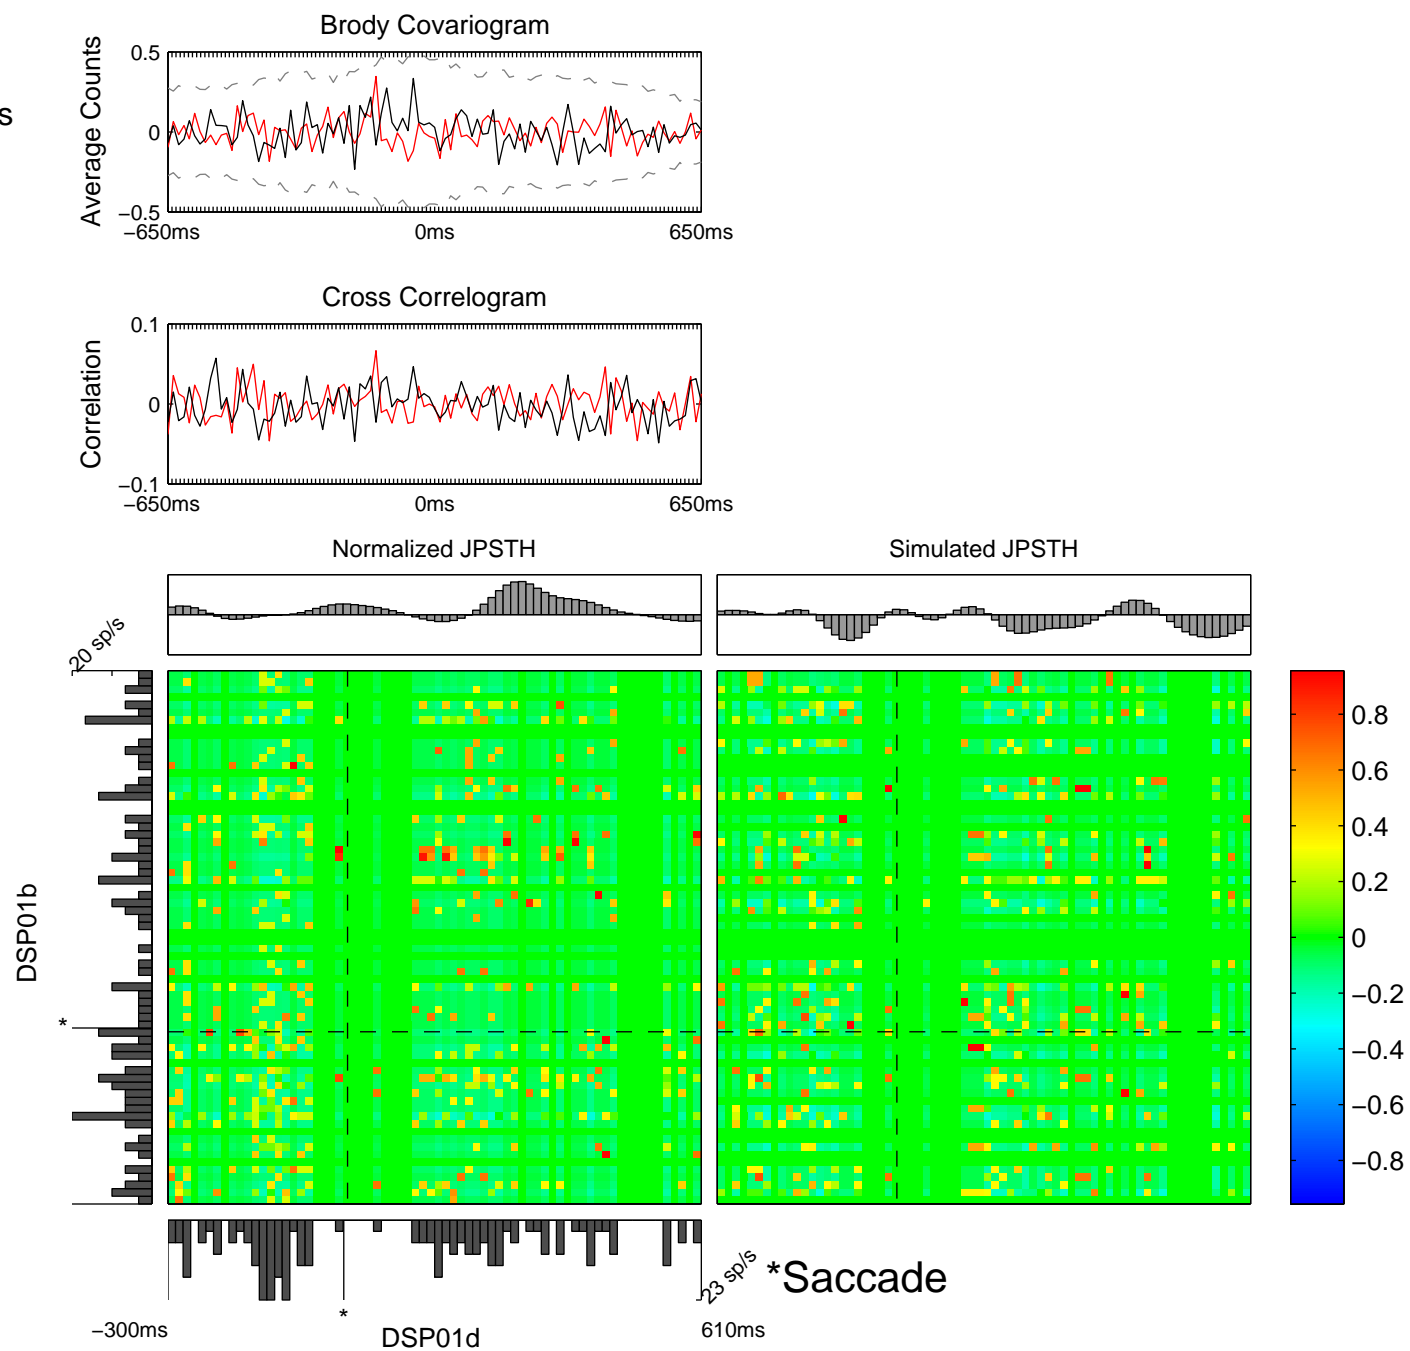 Brody Covariogram
s
Average Counts
0.5
0
−0.5
−650ms
0ms
650ms
Cross Correlogram
Correlation
0.1
0
−0.1
−650ms
0ms
650ms
Normalized JPSTH
Simulated JPSTH
20 sp/s
DSP01b
*
0.8
0.6
0.4
0.2
0
−0.2
−0.4
−0.6
−0.8
23 sp/s
*Saccade
*
−300ms
DSP01d
610ms